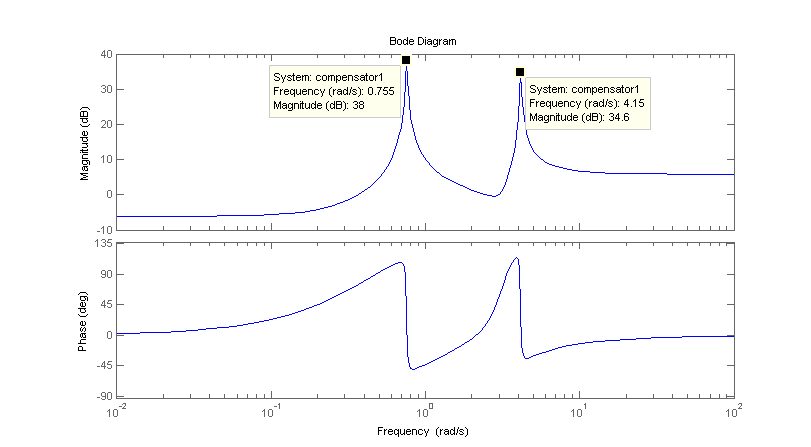 Bode Diagram
40
30
20
10
0
-10
Magnitude (dB)
System: compensator1
Frequency (rad/s): 0.755
Magnitude (dB): 38
System: compensator1
Frequency (rad/s): 4.15
Magnitude (dB): 34.6
135
90
45
0
-45
-90
Phase (deg)
10^-2
10^-1
10^0
10^1
10^2
Frequency (rad/s)